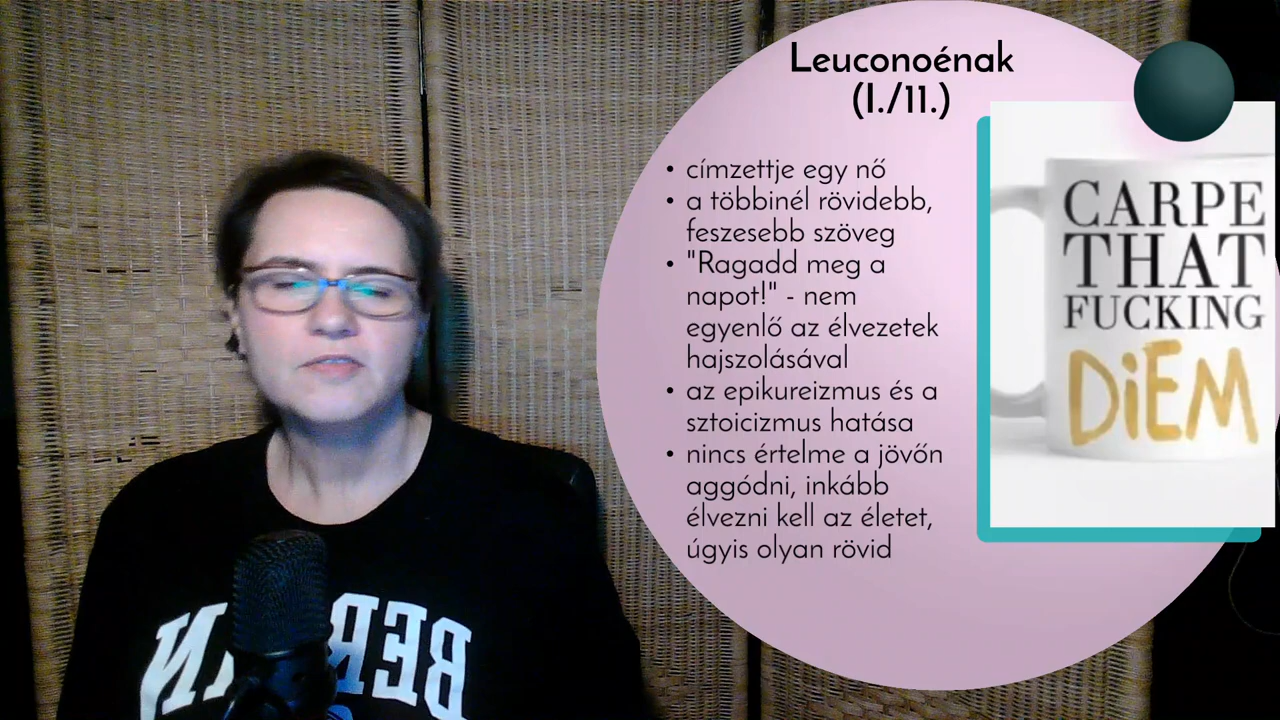 Leuconoénak
(I./11.)
• címzettje egy nő
• a többinél rövidebb,
feszesebb szöveg
• "Ragadd meg a
napot!" - nem
egyenlő az élvezetek
hajszolásával
• az epikureizmus és a
sztoicizmus hatása
• nincs értelme a jövőn
aggódni, inkább
élvezni kell az életet,
úgyis olyan rövid
CARPE
THAT
FUCKING
DiEM